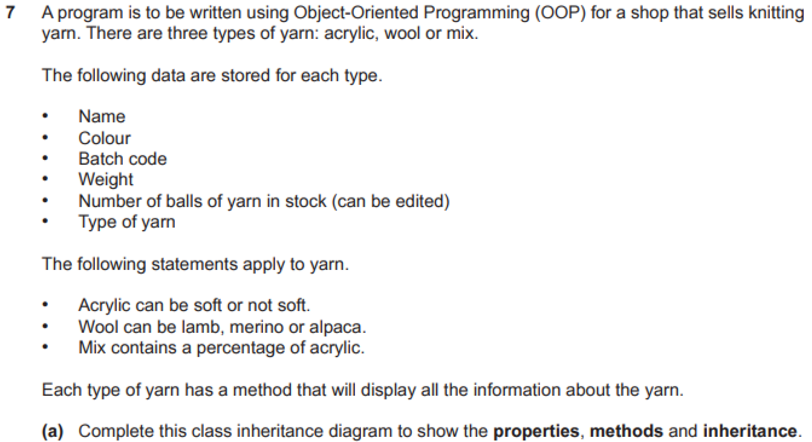 7 A program is to be written using Object-Oriented Programming (OOP) for a shop that sells knitting
yarn. There are three types of yarn: acrylic, wool or mix.
The following data are stored for each type.
• Name
• Colour
• Batch code
• Weight
• Number of balls of yarn in stock (can be edited)
• Type of yarn
The following statements apply to yarn.
• Acrylic can be soft or not soft.
• Wool can be lamb, merino or alpaca.
• Mix contains a percentage of acrylic.
Each type of yarn has a method that will display all the information about the yarn.
(a) Complete this class inheritance diagram to show the properties, methods and inheritance.